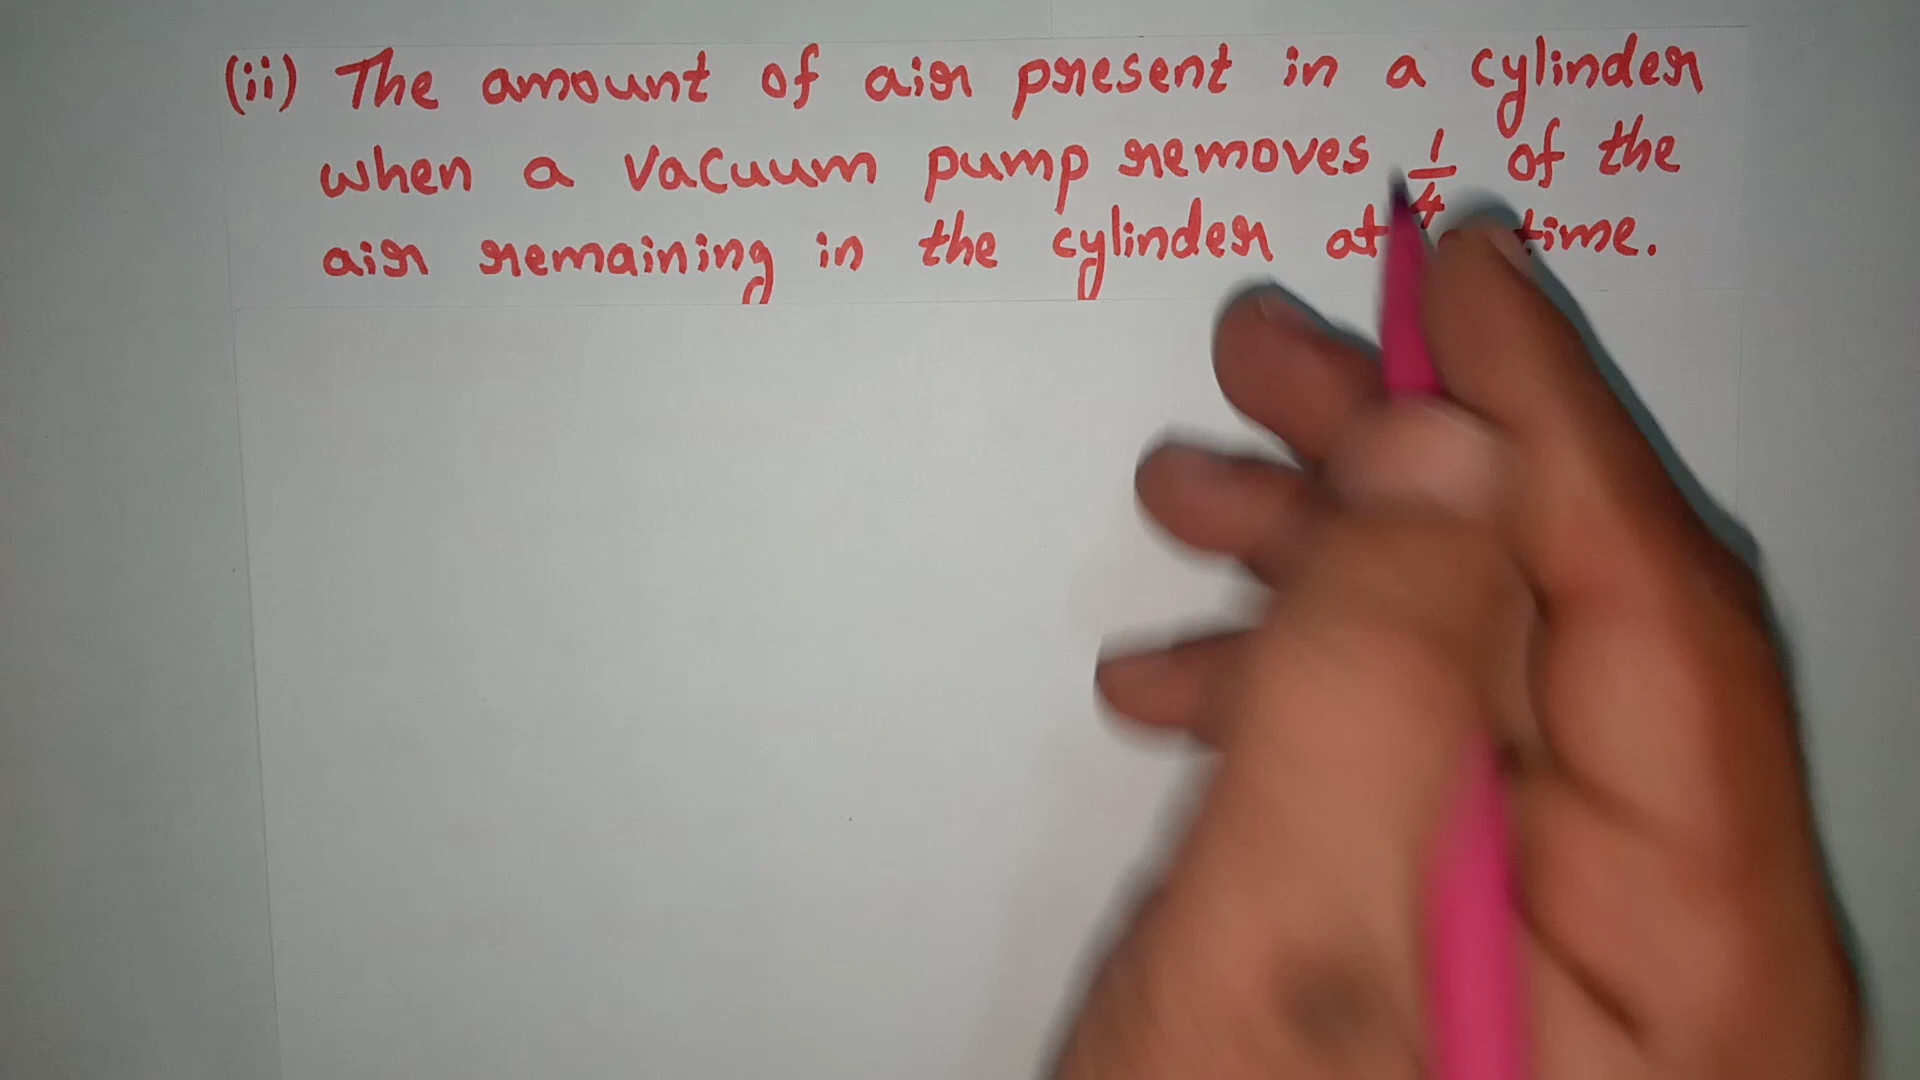 (ii) The amount of air present in a cylinder
when a vacuum pump removes 1/4 of the
air remaining in the cylinder at time.